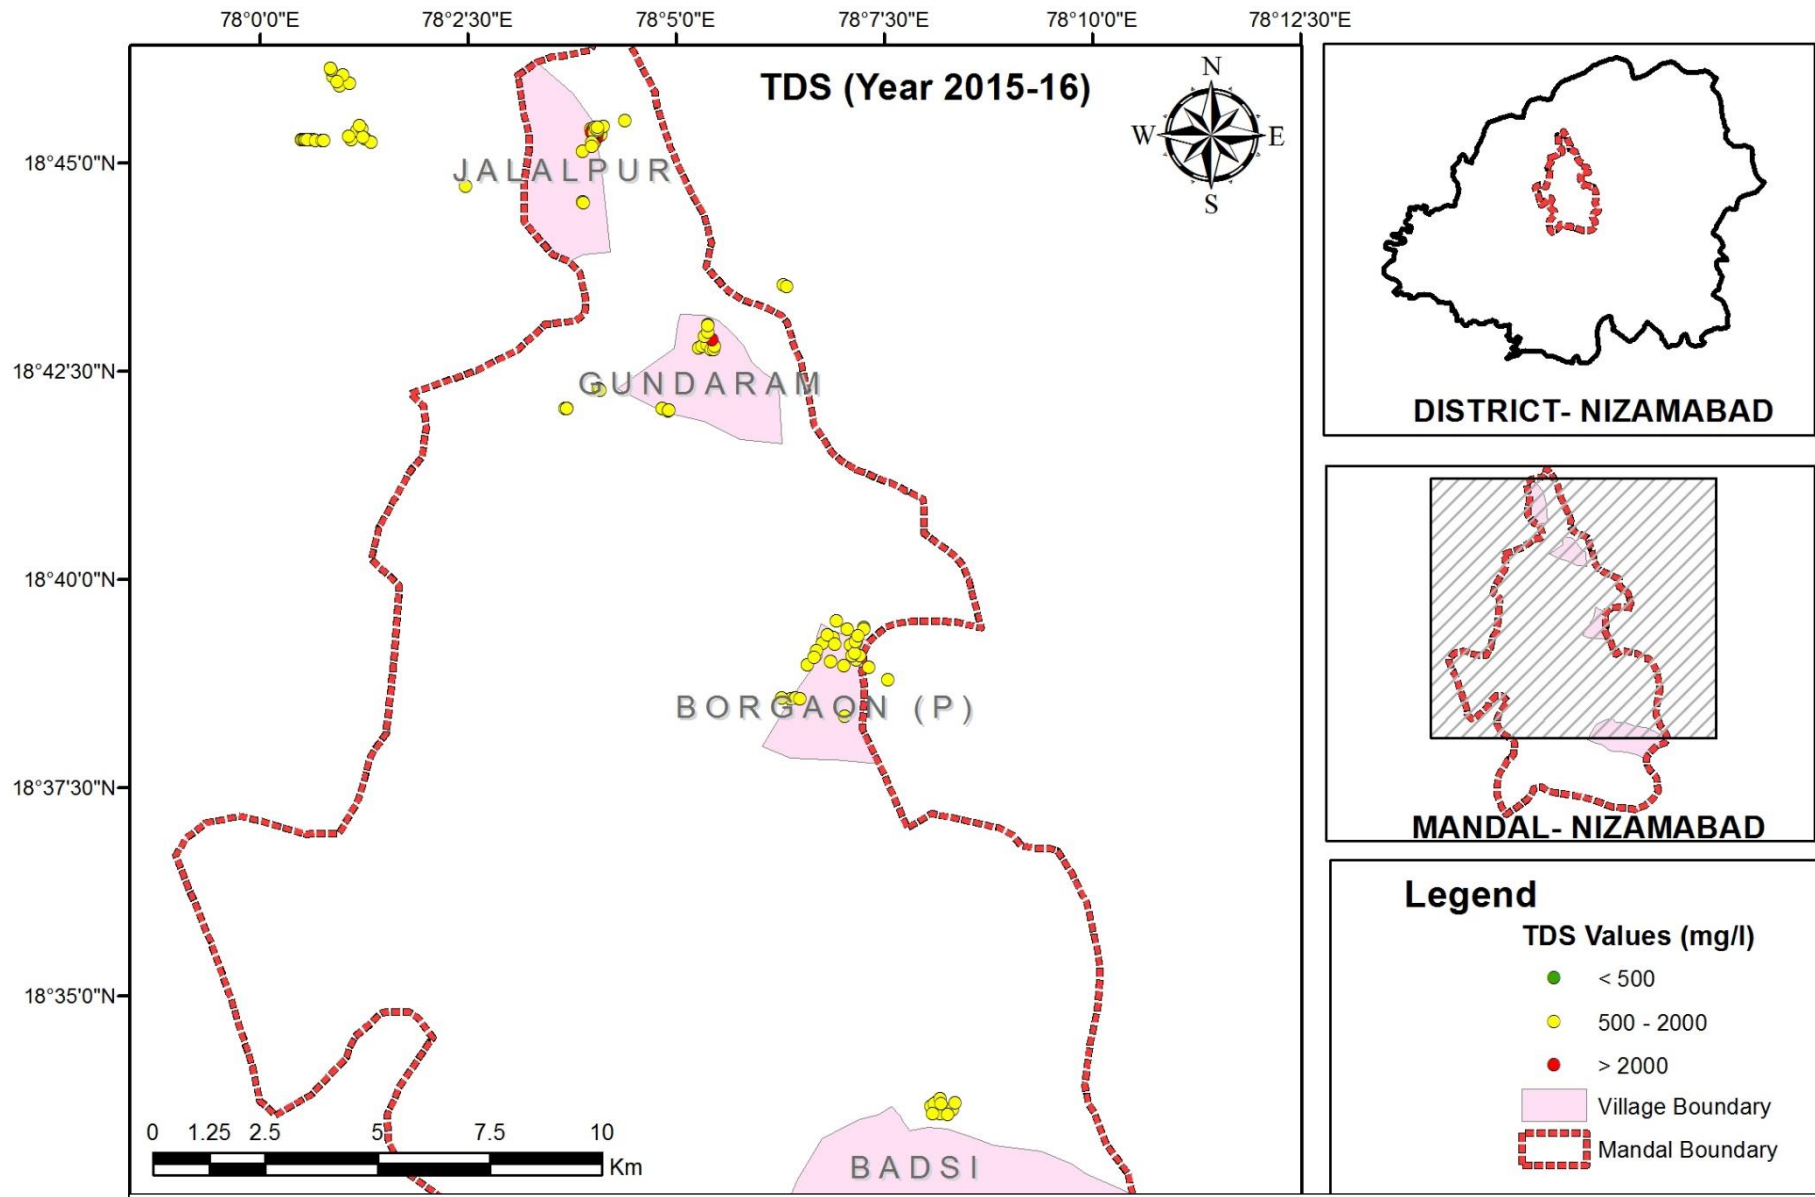 78°0'0"E 78°2'30"E 78°5'0"E 78°7'30"E 78°10'0"E 78°12'30"E
TDS (Year 2015-16)
N
W E
S
18°45'0"N
18°42'30"N
18°40'0"N
18°37'30"N
18°35'0"N
JALALPUR
GUNDARAM
BORGAON (P)
BADSI
0 1.25 2.5 5 7.5 10
Km
DISTRICT- NIZAMABAD
MANDAL- NIZAMABAD
Legend
TDS Values (mg/l)
< 500
500 - 2000
> 2000
Village Boundary
Mandal Boundary